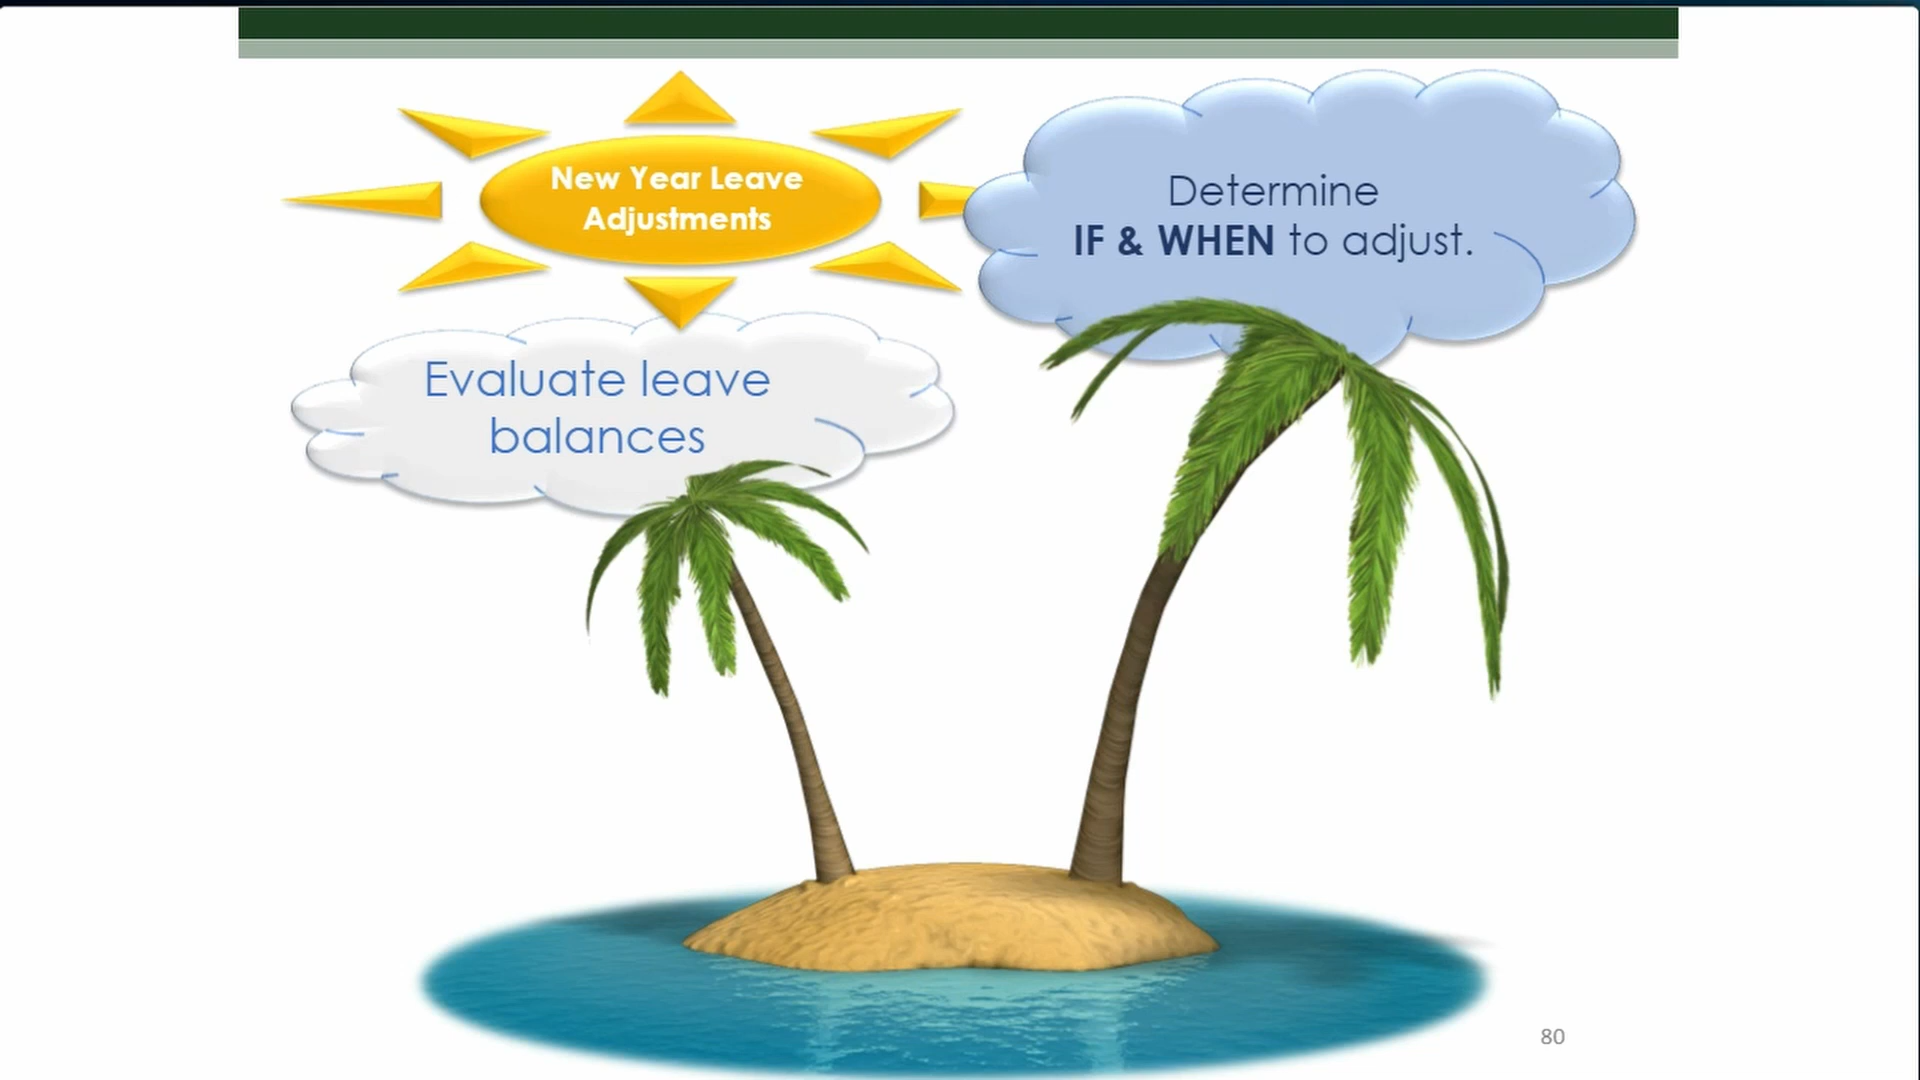 New Year Leave
Adjustments
Determine
IF & WHEN to adjust.
Evaluate leave
balances
80